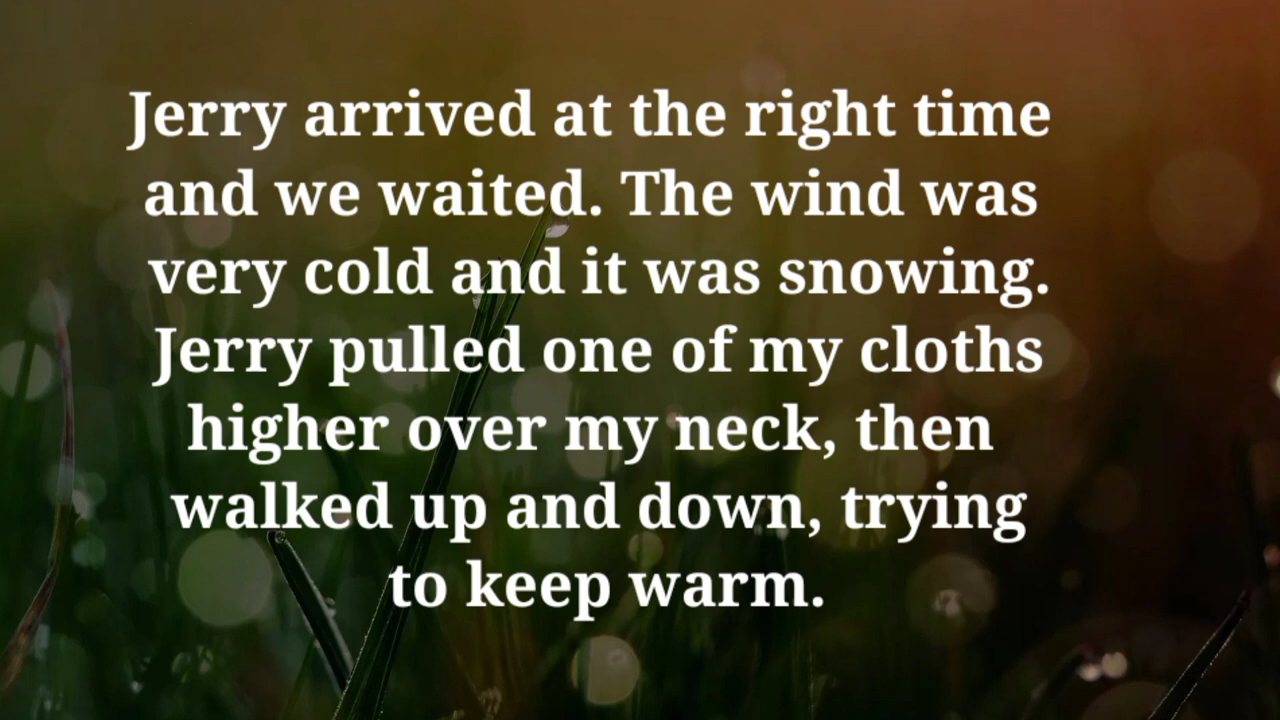 Jerry arrived at the right time
and we waited. The wind was
very cold and it was snowing.
Jerry pulled one of my cloths
higher over my neck, then
walked up and down, trying
to keep warm.